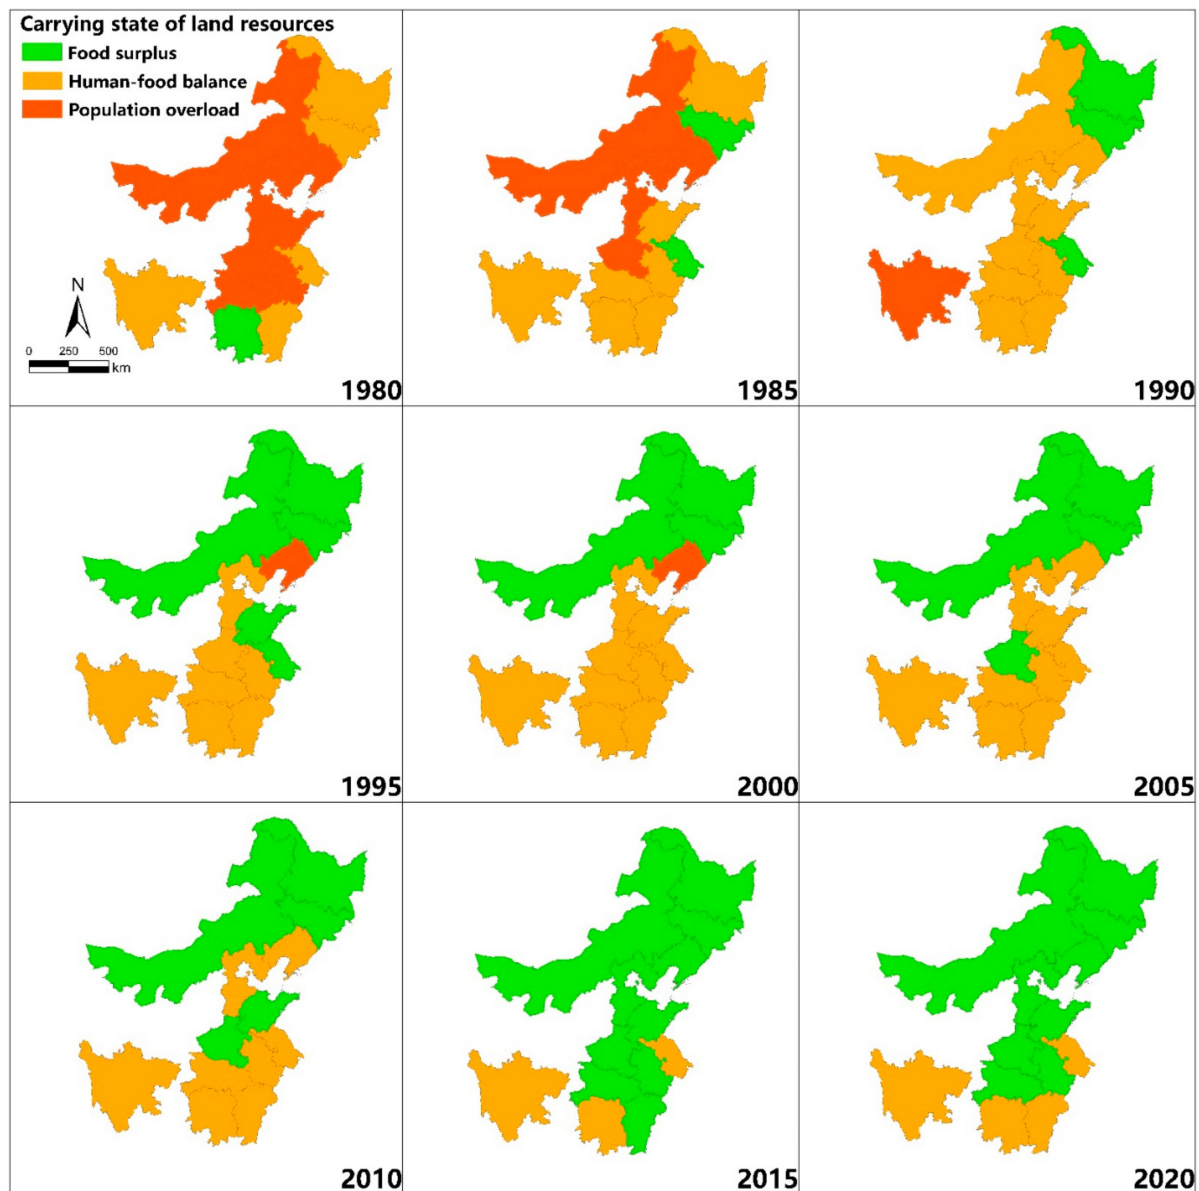 Carrying state of land resources
Food surplus
Human-food balance
Population overload
N
0 250 500
km
1980
1985
1990
1995
2000
2005
2010
2015
2020